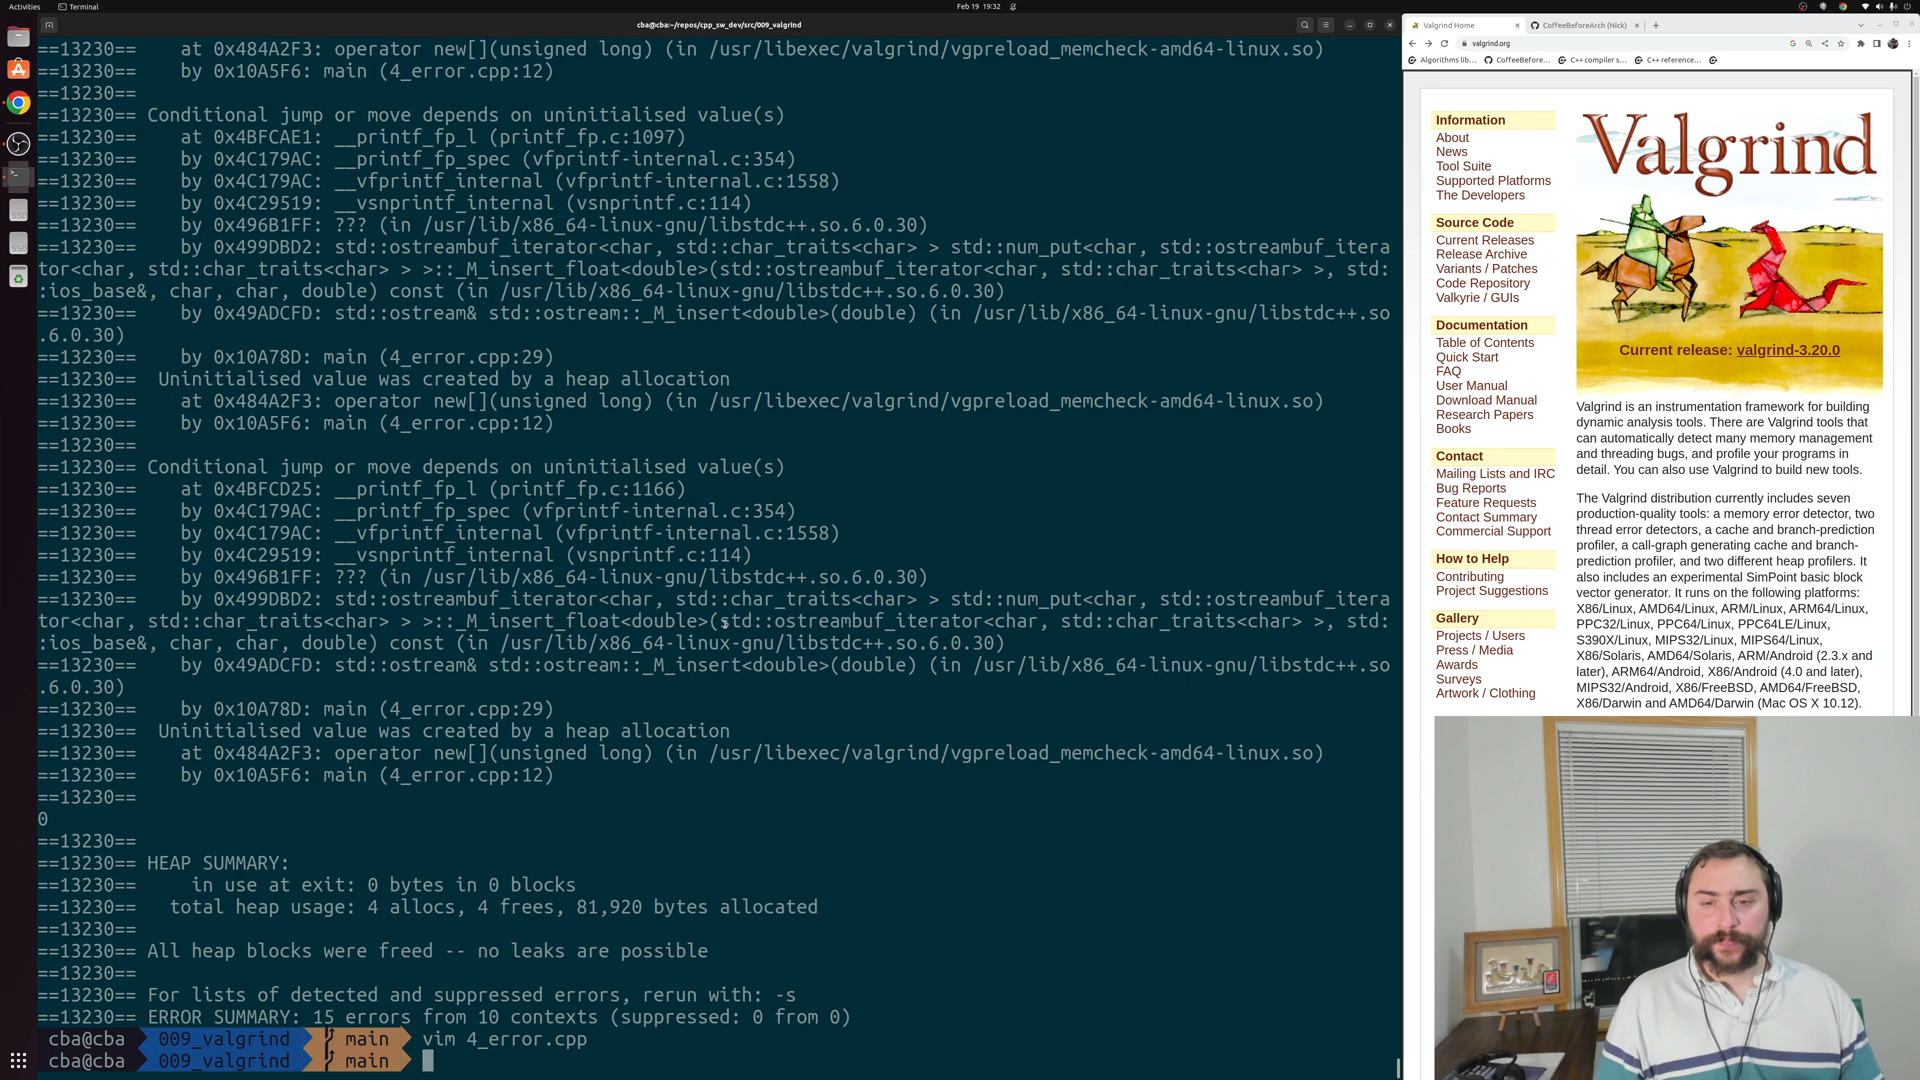 Activities
Terminal
Feb 19 19:32
cba@cba:~/repos/cpp_sw_dev/src/009_valgrind
==13230==    at 0x484A2F3: operator new[](unsigned long) (in /usr/libexec/valgrind/vgpreload_memcheck-amd64-linux.so)
==13230==    by 0x10A5F6: main (4_error.cpp:12)
==13230==
==13230== Conditional jump or move depends on uninitialised value(s)
==13230==    at 0x4BFCAE1: __printf_fp_l (printf_fp.c:1097)
==13230==    by 0x4C179AC: __printf_fp_spec (vfprintf-internal.c:354)
==13230==    by 0x4C179AC: __vfprintf_internal (vfprintf-internal.c:1558)
==13230==    by 0x4C29519: __vsnprintf_internal (vsnprintf.c:114)
==13230==    by 0x496B1FF: ??? (in /usr/lib/x86_64-linux-gnu/libstdc++.so.6.0.30)
==13230==    by 0x499DBD2: std::ostreambuf_iterator<char, std::char_traits<char> > std::num_put<char, std::ostreambuf_itera
tor<char, std::char_traits<char> > >::_M_insert_float<double>(std::ostreambuf_iterator<char, std::char_traits<char> >, std:
:ios_base&, char, char, double) const (in /usr/lib/x86_64-linux-gnu/libstdc++.so.6.0.30)
==13230==    by 0x49ADCFD: std::ostream& std::ostream::_M_insert<double>(double) (in /usr/lib/x86_64-linux-gnu/libstdc++.so
.6.0.30)
==13230==    by 0x10A78D: main (4_error.cpp:29)
==13230==  Uninitialised value was created by a heap allocation
==13230==    at 0x484A2F3: operator new[](unsigned long) (in /usr/libexec/valgrind/vgpreload_memcheck-amd64-linux.so)
==13230==    by 0x10A5F6: main (4_error.cpp:12)
==13230==
==13230== Conditional jump or move depends on uninitialised value(s)
==13230==    at 0x4BFCD25: __printf_fp_l (printf_fp.c:1166)
==13230==    by 0x4C179AC: __printf_fp_spec (vfprintf-internal.c:354)
==13230==    by 0x4C179AC: __vfprintf_internal (vfprintf-internal.c:1558)
==13230==    by 0x4C29519: __vsnprintf_internal (vsnprintf.c:114)
==13230==    by 0x496B1FF: ??? (in /usr/lib/x86_64-linux-gnu/libstdc++.so.6.0.30)
==13230==    by 0x499DBD2: std::ostreambuf_iterator<char, std::char_traits<char> > std::num_put<char, std::ostreambuf_itera
tor<char, std::char_traits<char> > >::_M_insert_float<double>(std::ostreambuf_iterator<char, std::char_traits<char> >, std:
:ios_base&, char, char, double) const (in /usr/lib/x86_64-linux-gnu/libstdc++.so.6.0.30)
==13230==    by 0x49ADCFD: std::ostream& std::ostream::_M_insert<double>(double) (in /usr/lib/x86_64-linux-gnu/libstdc++.so
.6.0.30)
==13230==    by 0x10A78D: main (4_error.cpp:29)
==13230==  Uninitialised value was created by a heap allocation
==13230==    at 0x484A2F3: operator new[](unsigned long) (in /usr/libexec/valgrind/vgpreload_memcheck-amd64-linux.so)
==13230==    by 0x10A5F6: main (4_error.cpp:12)
==13230==
0
==13230==
==13230== HEAP SUMMARY:
==13230==     in use at exit: 0 bytes in 0 blocks
==13230==   total heap usage: 4 allocs, 4 frees, 81,920 bytes allocated
==13230==
==13230== All heap blocks were freed -- no leaks are possible
==13230==
==13230== For lists of detected and suppressed errors, rerun with: -s
==13230== ERROR SUMMARY: 15 errors from 10 contexts (suppressed: 0 from 0)
cba@cba 009_valgrind main vim 4_error.cpp
cba@cba 009_valgrind main
Valgrind Home
CoffeeBeforeArch (Nick)
valgrind.org
Algorithms lib...
CoffeeBefore...
C++ compiler s...
C++ reference...
Information
About
News
Tool Suite
Supported Platforms
The Developers
Source Code
Current Releases
Release Archive
Variants / Patches
Code Repository
Valkyrie / GUIs
Documentation
Table of Contents
Quick Start
FAQ
User Manual
Download Manual
Research Papers
Books
Contact
Mailing Lists and IRC
Bug Reports
Feature Requests
Contact Summary
Commercial Support
How to Help
Contributing
Project Suggestions
Gallery
Projects / Users
Press / Media
Awards
Surveys
Artwork / Clothing
Valgrind
Current release: valgrind-3.20.0
Valgrind is an instrumentation framework for building
dynamic analysis tools. There are Valgrind tools that
can automatically detect many memory management
and threading bugs, and profile your programs in
detail. You can also use Valgrind to build new tools.
The Valgrind distribution currently includes seven
production-quality tools: a memory error detector, two
thread error detectors, a cache and branch-prediction
profiler, a call-graph generating cache and branch-
prediction profiler, and two different heap profilers. It
also includes an experimental SimPoint basic block
vector generator. It runs on the following platforms:
X86/Linux, AMD64/Linux, ARM/Linux, ARM64/Linux,
PPC32/Linux, PPC64/Linux, PPC64LE/Linux,
S390X/Linux, MIPS32/Linux, MIPS64/Linux,
X86/Solaris, AMD64/Solaris, ARM/Android (2.3.x and
later), ARM64/Android, X86/Android (4.0 and later),
MIPS32/Android, X86/FreeBSD, AMD64/FreeBSD,
X86/Darwin and AMD64/Darwin (Mac OS X 10.12).
SSD
SSD